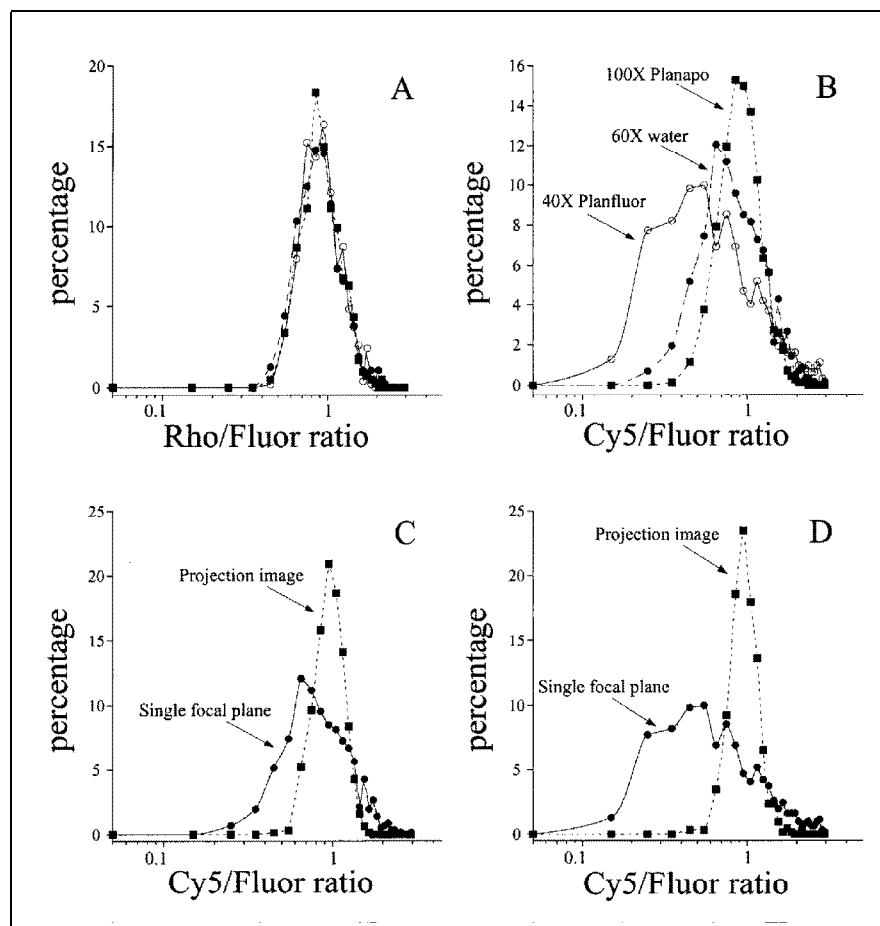 A
percentage
20
15
10
5
0
0.1
1
Rho/Fluor ratio
B
percentage
16
14
12
10
8
6
4
2
0
100X Planapo
60X water
40X Planfluor
0.1
1
Cy5/Fluor ratio
C
percentage
25
20
15
10
5
0
Projection image
Single focal plane
0.1
1
Cy5/Fluor ratio
D
percentage
25
20
15
10
5
0
Projection image
Single focal plane
0.1
1
Cy5/Fluor ratio